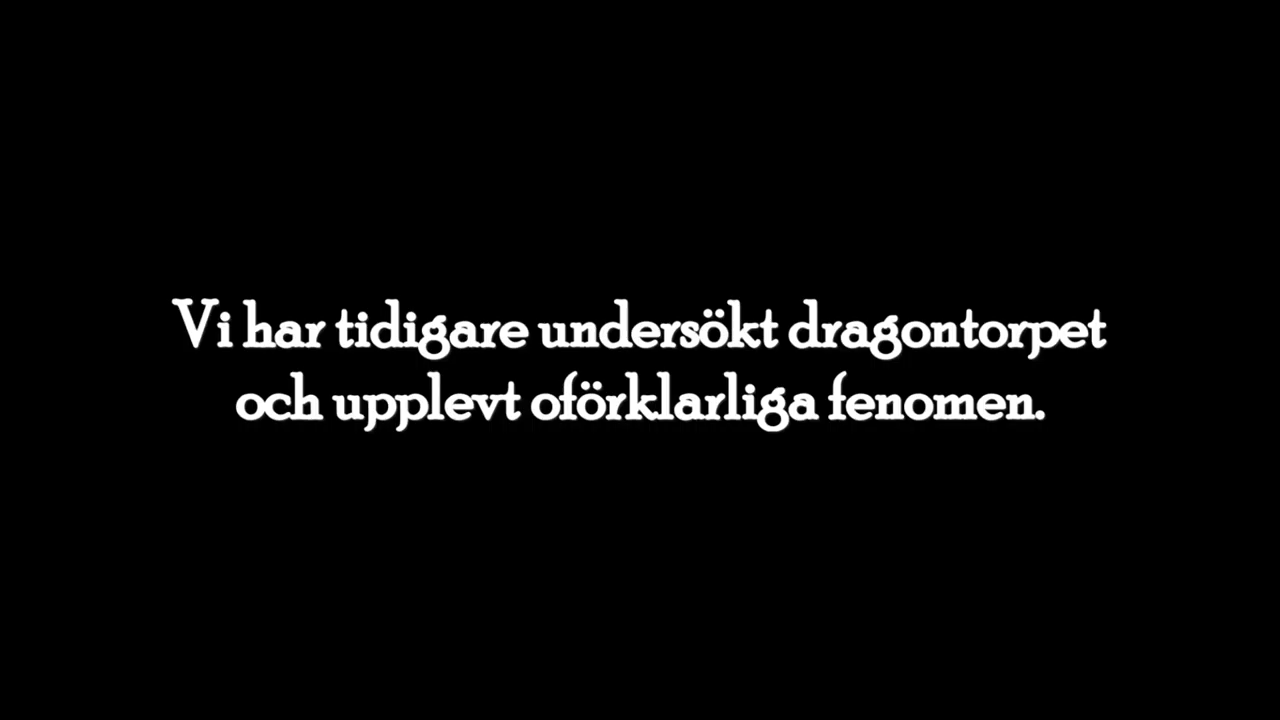 Vi har tidigare undersökt dragontorpet
och upplevt oförklarliga fenomen.